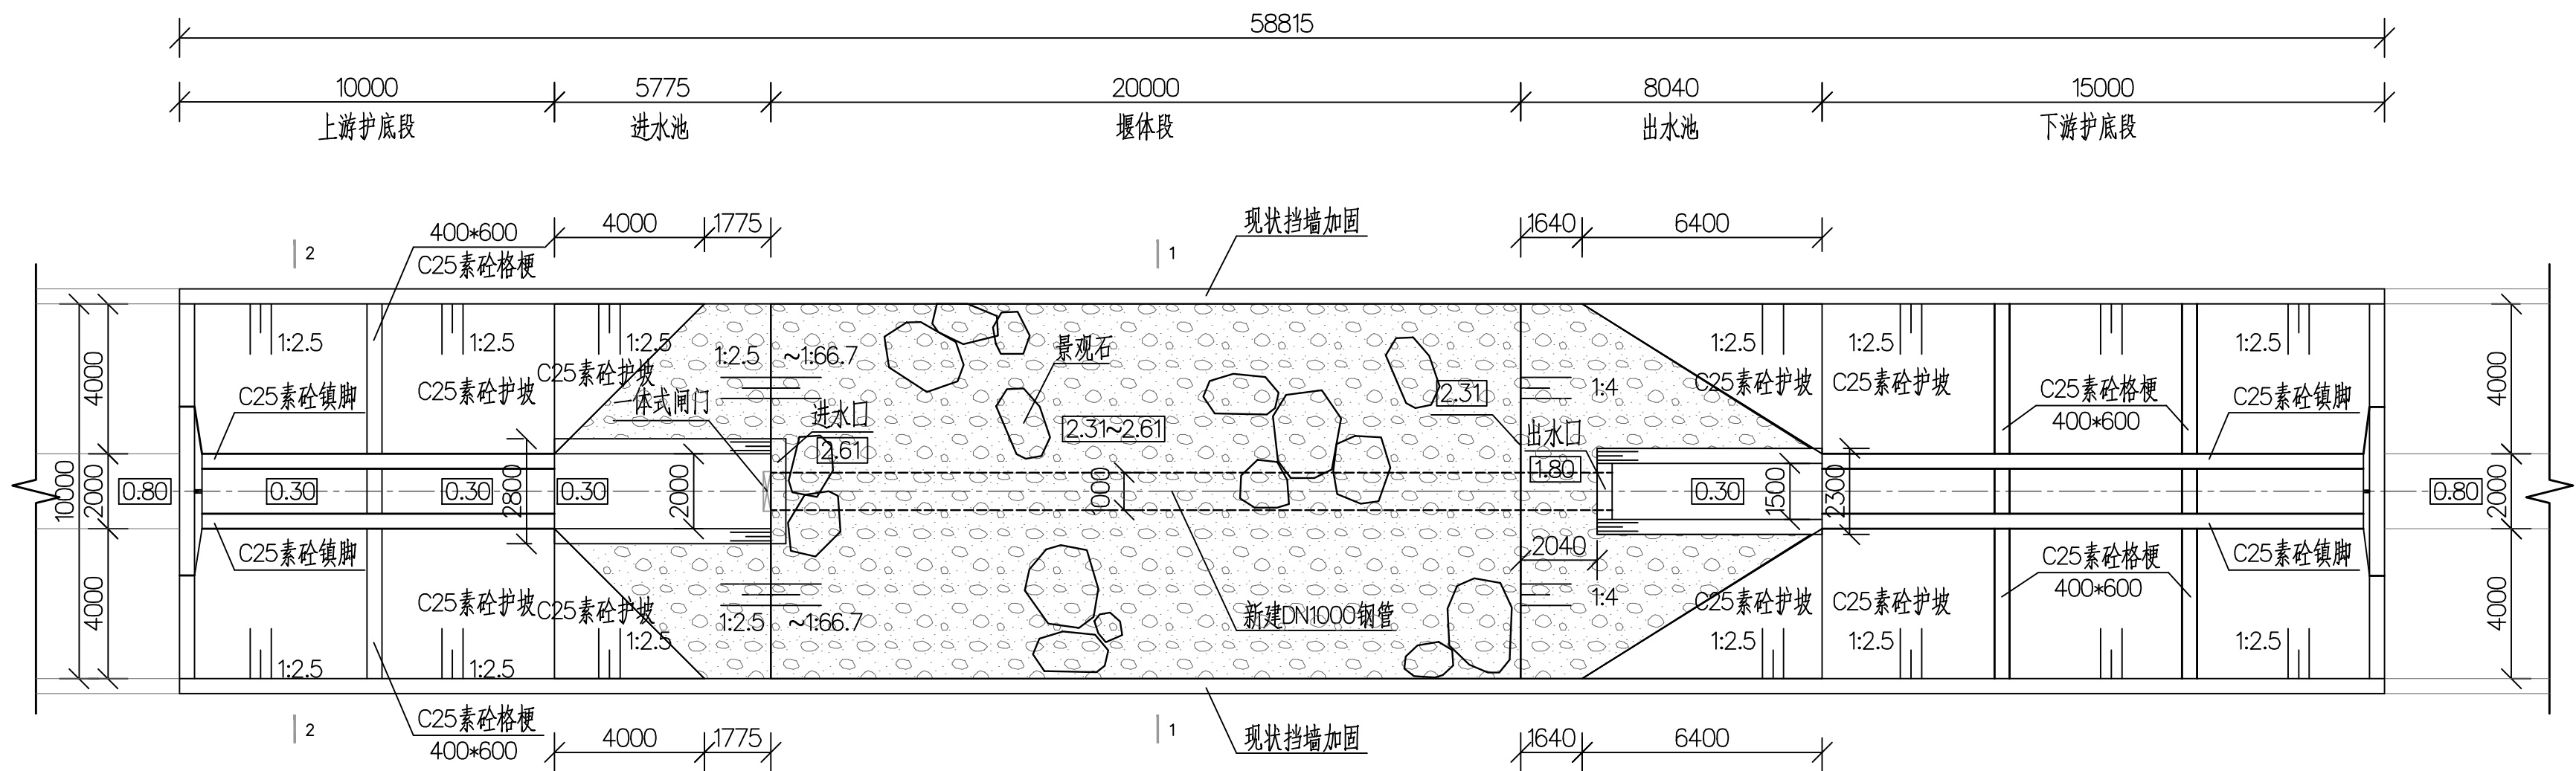 58815
10000
5775
20000
8040
15000
上游护底段
进水池
堰体段
出水池
下游护底段
400*600
C25素砼格梗
4000
1775
现状挡墙加固
1640
6400
2
1
1:2.5
1:2.5
1:2.5
1:2.5
~1:66.7
景观石
1:4
1:2.5
1:2.5
1:2.5
1:2.5
C25素砼镇脚
C25素砼护坡
C25素砼护坡
一体式闸门
进水口
2.61
2.31~2.61
2.31
出水口
1.80
C25素砼护坡
C25素砼护坡
C25素砼格梗
400*600
C25素砼镇脚
4000
10000
2000
4000
0.80
0.30
0.30
0.30
2800
2000
1000
0.30
1500
2300
0.80
4000
2000
4000
2040
C25素砼镇脚
C25素砼护坡
C25素砼护坡
1:2.5
~1:66.7
新建DN1000钢管
1:4
C25素砼护坡
C25素砼护坡
C25素砼格梗
400*600
C25素砼镇脚
1:2.5
1:2.5
1:2.5
1:2.5
1:2.5
1:2.5
2
C25素砼格梗
400*600
4000
1775
1
现状挡墙加固
1640
6400